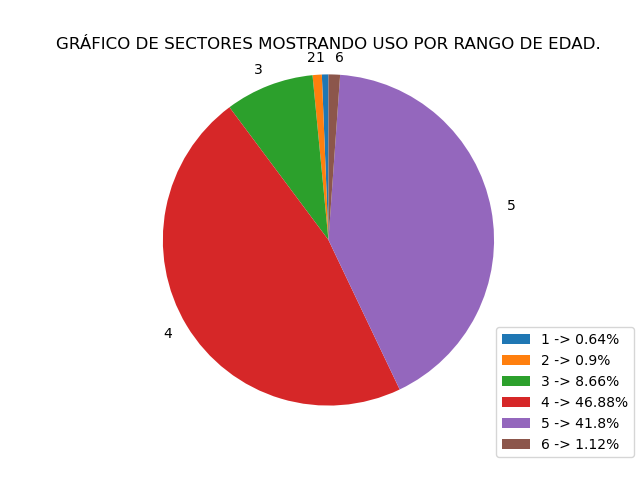 GRÁFICO DE SECTORES MOSTRANDO USO POR RANGO DE EDAD.
21 6
3
5
4
1 -> 0.64%
2 -> 0.9%
3 -> 8.66%
4 -> 46.88%
5 -> 41.8%
6 -> 1.12%